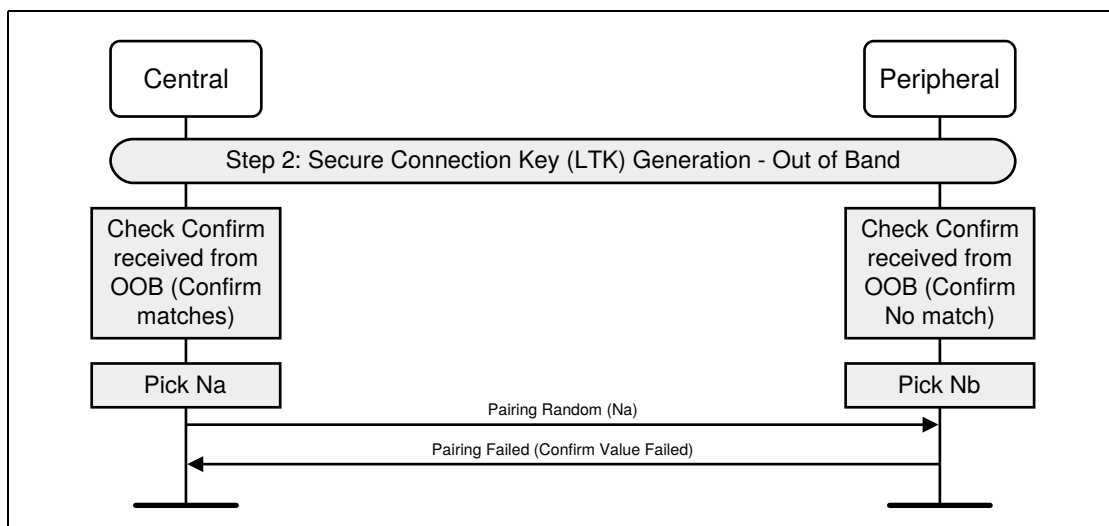 Central
Peripheral
Step 2: Secure Connection Key (LTK) Generation - Out of Band
Check Confirm
received from
OOB (Confirm
matches)
Check Confirm
received from
OOB (Confirm
No match)
Pick Na
Pick Nb
Pairing Random (Na)
Pairing Failed (Confirm Value Failed)